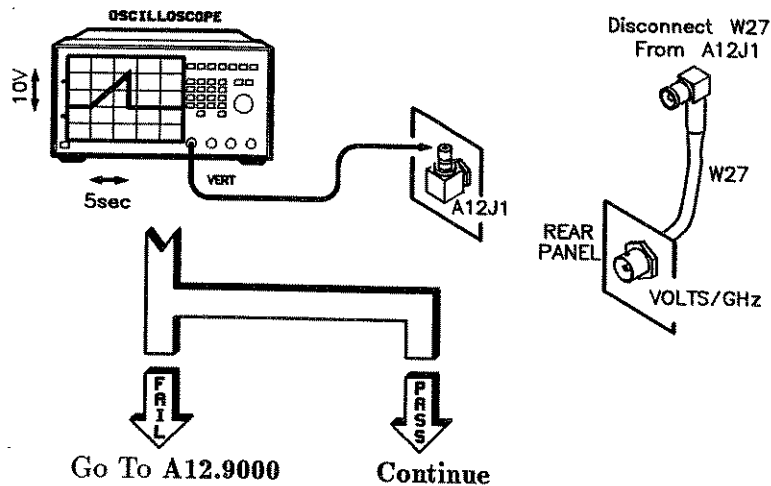 OSCILLOSCOPE
10V
5sec
VERT
A12J1
Disconnect W27
From A12J1
W27
REAR
PANEL
VOLTS/GHz
FAIL
PASS
Go To A12.9000
Continue